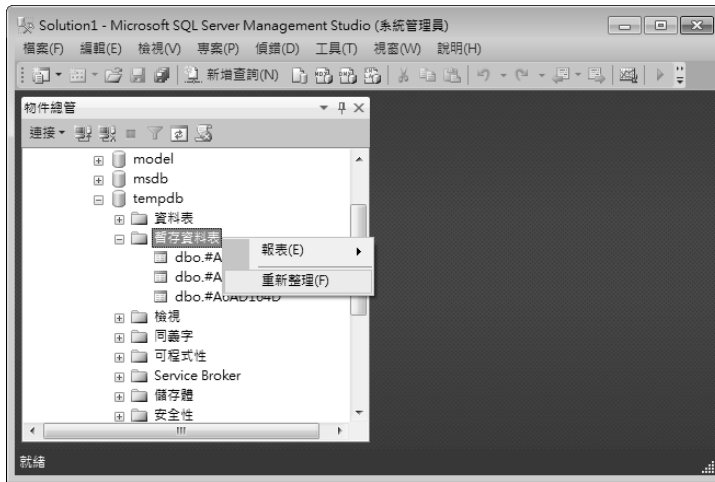 Solution1 - Microsoft SQL Server Management Studio (系統管理員)
檔案(F) 編輯(E) 檢視(V) 專案(P) 偵錯(D) 工具(T) 視窗(W) 說明(H)
新增查詢(N)
物件總管
連接
model
msdb
tempdb
資料表
暫存資料表
報表(E)
dbo.#A
重新整理(F)
dbo.#A
dbo.#A6AD164D
檢視
同義字
可程式性
Service Broker
儲存體
安全性
就緒